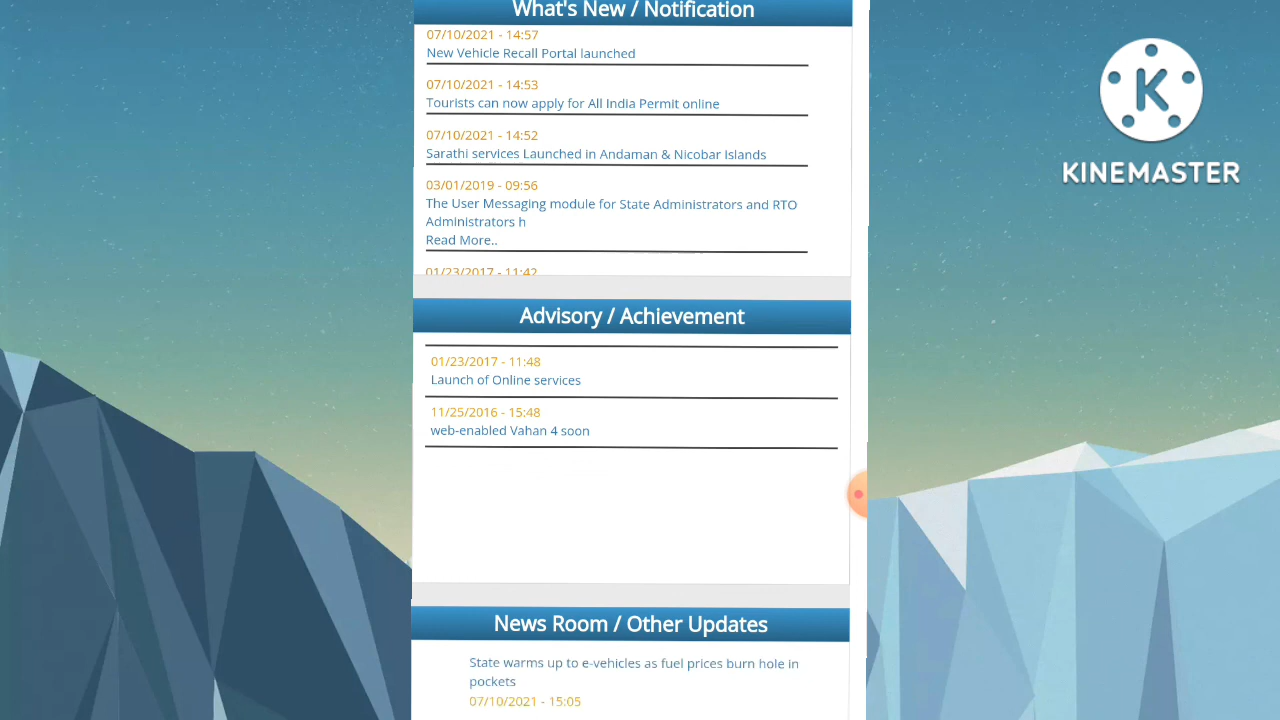 What's New / Notification
07/10/2021 - 14:57
New Vehicle Recall Portal launched
07/10/2021 - 14:53
Tourists can now apply for All India Permit online
07/10/2021 - 14:52
Sarathi services Launched in Andaman & Nicobar Islands
03/01/2019 - 09:56
The User Messaging module for State Administrators and RTO
Administrators h
Read More..
01/23/2017 - 11:42
Advisory / Achievement
01/23/2017 - 11:48
Launch of Online services
11/25/2016 - 15:48
web-enabled Vahan 4 soon
News Room / Other Updates
State warms up to e-vehicles as fuel prices burn hole in
pockets
07/10/2021 - 15:05
K
KINEMASTER